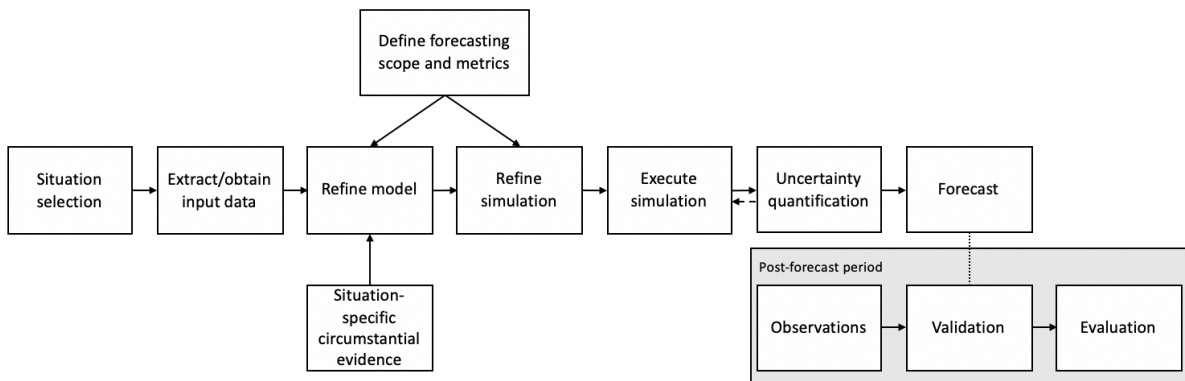 Define forecasting
scope and metrics
Situation
selection
Extract/obtain
input data
Refine model
Refine
simulation
Execute
simulation
Uncertainty
quantification
Forecast
Situation-
specific
circumstantial
evidence
Post-forecast period
Observations
Validation
Evaluation